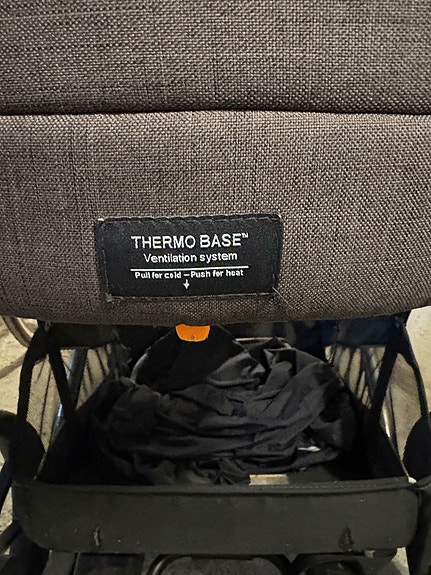 THERMO BASE™
Ventilation system
Pull for cold – Push for heat